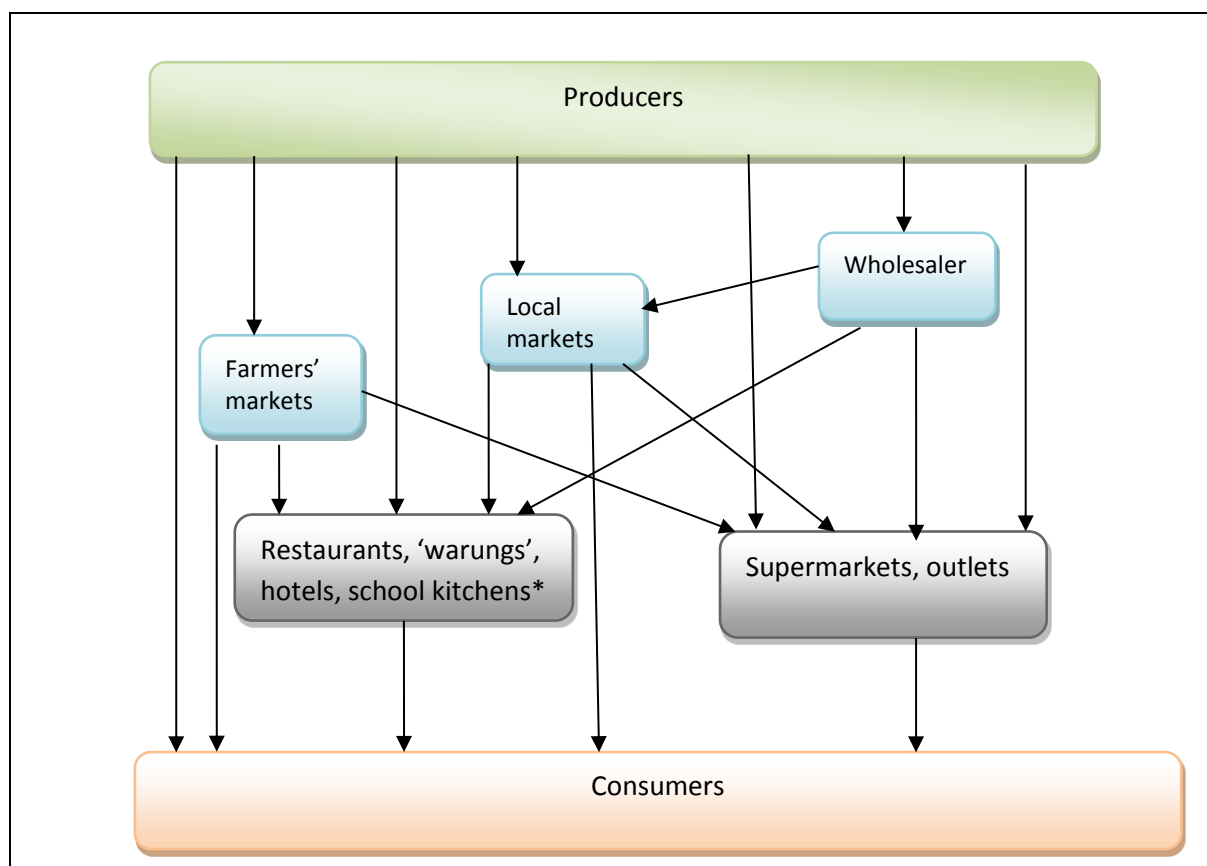 Producers
Wholesaler
Local
markets
Farmers’
markets
Restaurants, ‘warungs’,
hotels, school kitchens*
Supermarkets, outlets
Consumers